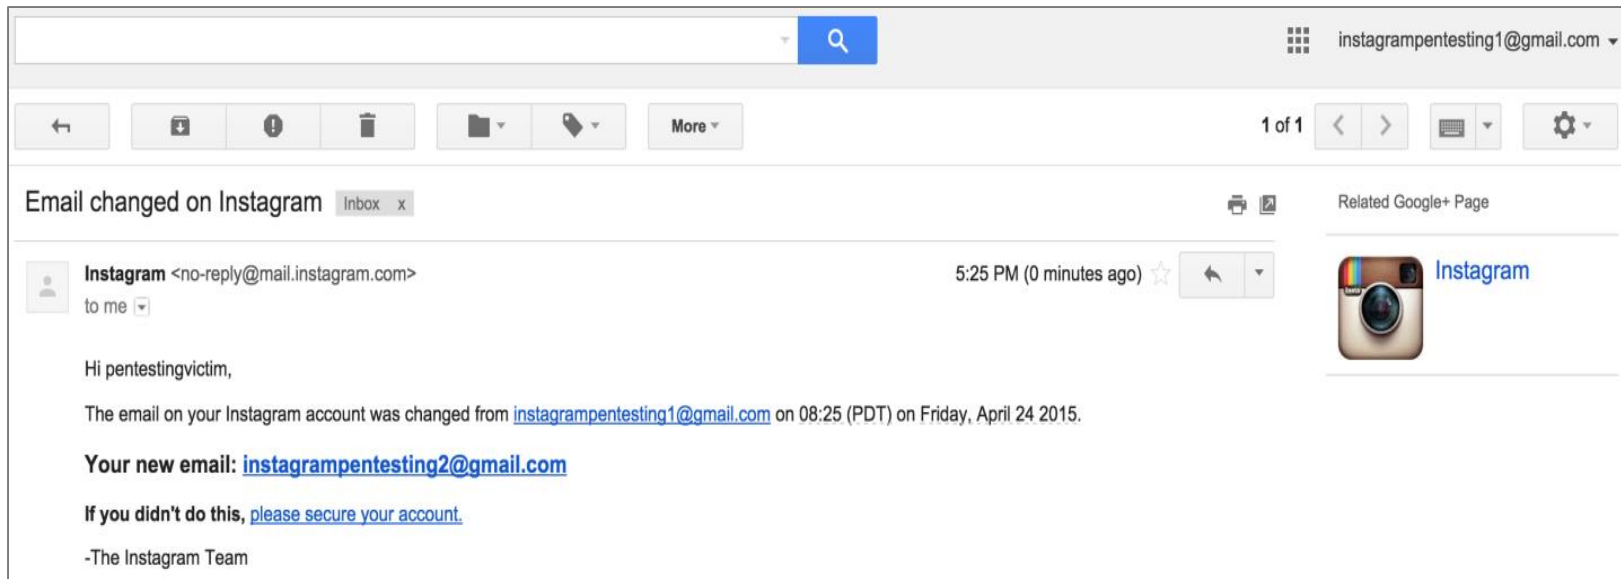 instagrampentesting1@gmail.com
More
1 of 1
Email changed on Instagram Inbox x
Related Google+ Page
Instagram <no-reply@mail.instagram.com>
5:25 PM (0 minutes ago)
Instagram
to me
Hi pentestingvictim,
The email on your Instagram account was changed from instagrampentesting1@gmail.com on 08:25 (PDT) on Friday, April 24 2015.
Your new email: instagrampentesting2@gmail.com
If you didn't do this, please secure your account.
-The Instagram Team